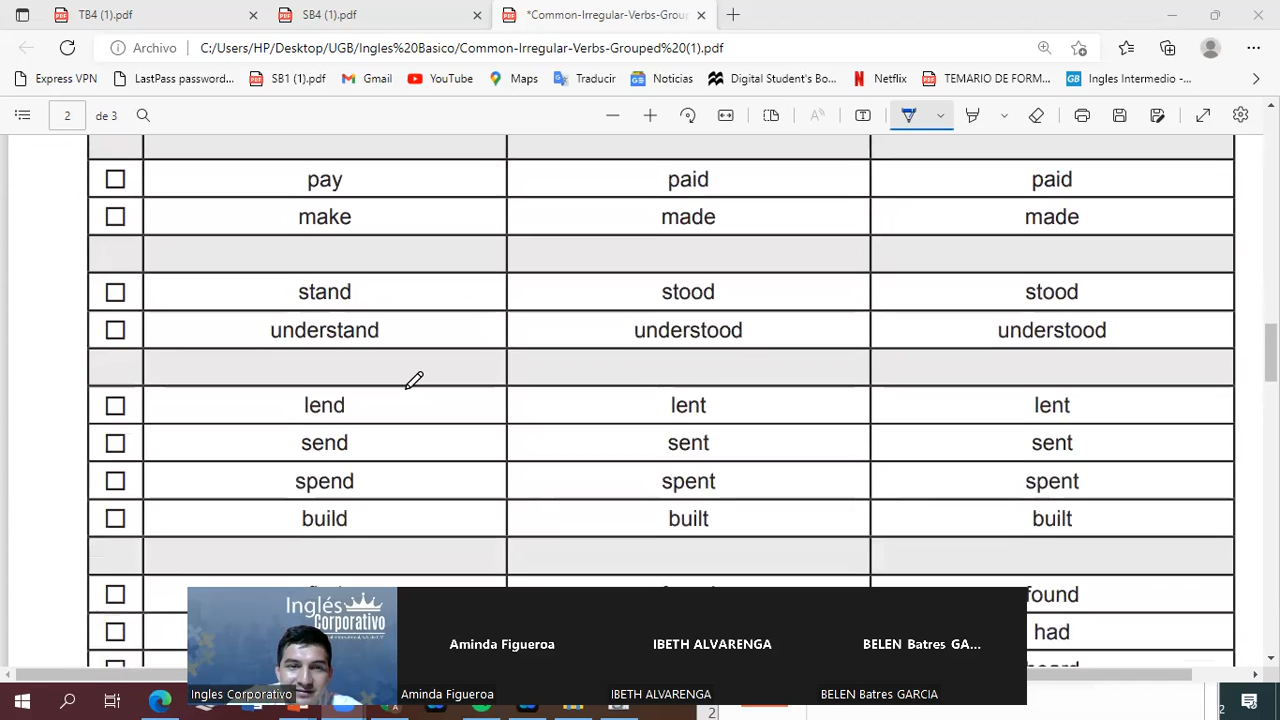 TB4 (1).pdf
SB4 (1).pdf
*Common-Irregular-Verbs-Group
Archivo
C:/Users/HP/Desktop/UGB/Ingles%20Basico/Common-Irregular-Verbs-Grouped%20(1).pdf
Express VPN
LastPass password...
SB1 (1).pdf
Gmail
YouTube
Maps
Traducir
Noticias
Digital Student's Bo...
Netflix
TEMARIO DE FORM...
Ingles Intermedio -...
2
de 3
pay paid paid
make made made
stand stood stood
understand understood understood
lend lent lent
send sent sent
spend spent spent
build built built
found
had
Inglés
Corporativo
Aminda Figueroa
IBETH ALVARENGA
BELEN Batres GA...
Ingles Corporativo
Aminda Figueroa
IBETH ALVARENGA
BELEN Batres GARCIA
2
2